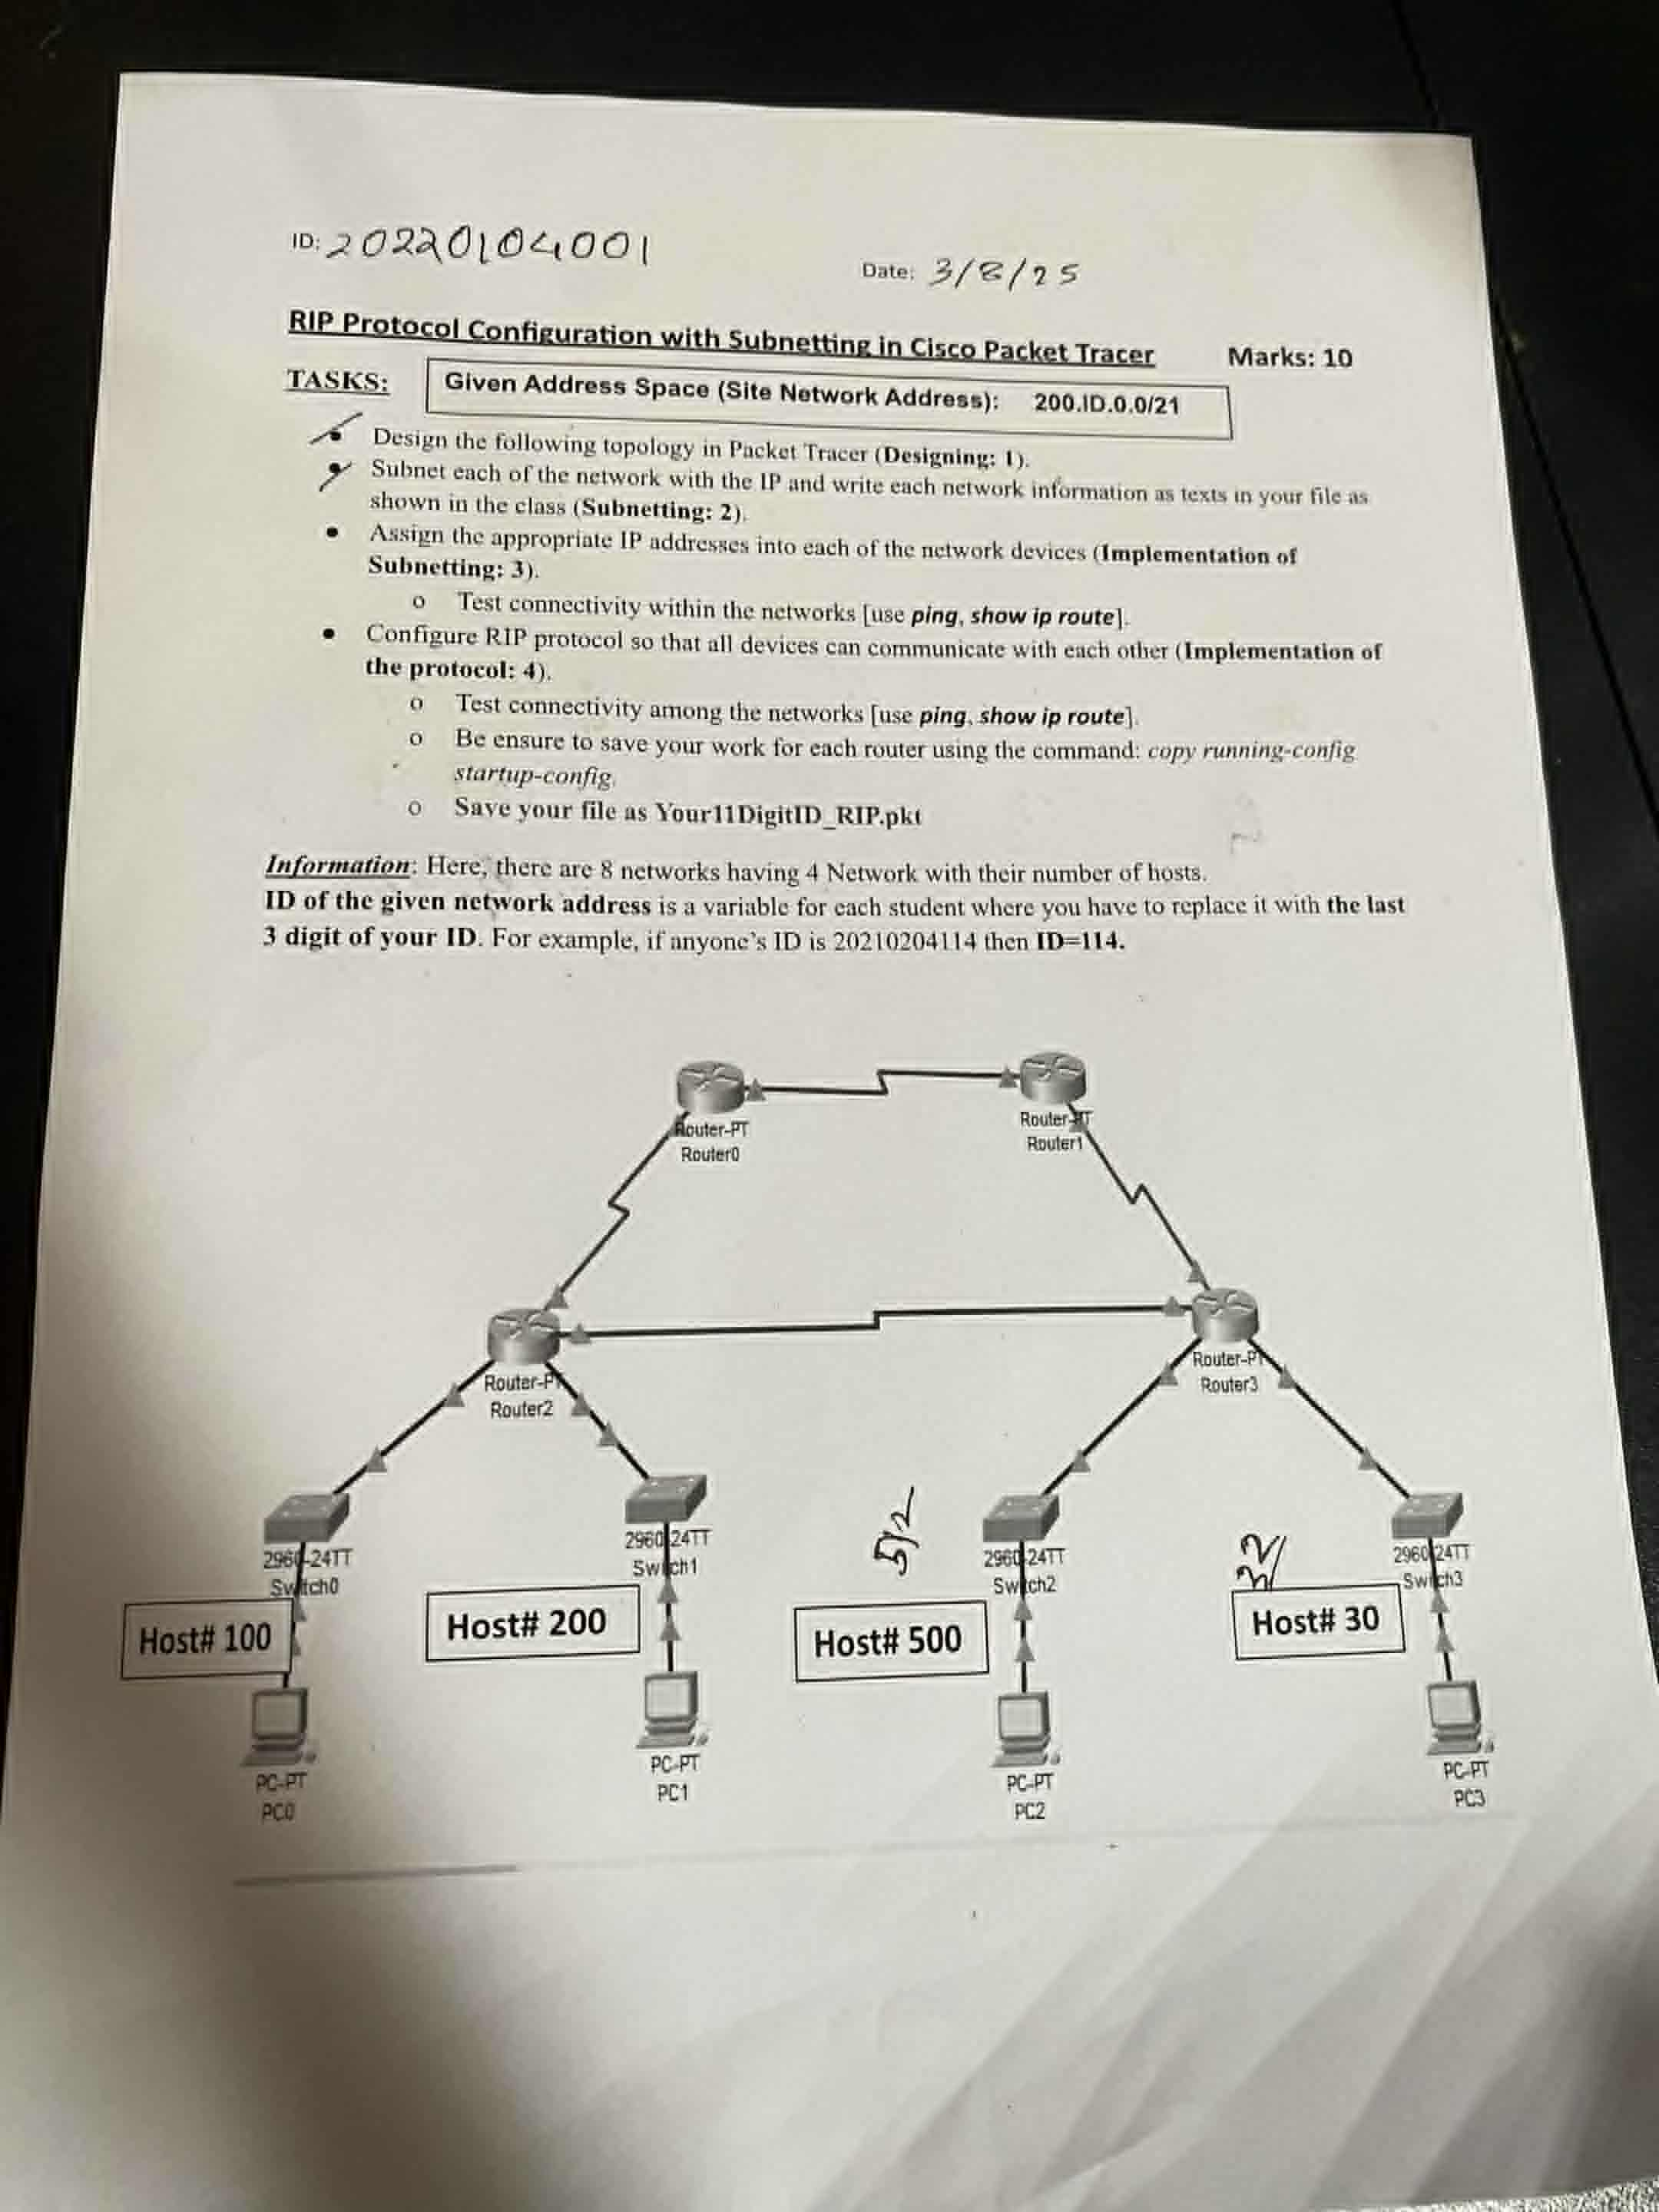 ID: 20220104001
Date: 3/8/25
RIP Protocol Configuration with Subnetting in Cisco Packet Tracer Marks: 10
TASKS: Given Address Space (Site Network Address): 200.ID.0.0/21
• Design the following topology in Packet Tracer (Designing: 1).
• Subnet each of the network with the IP and write each network information as texts in your file as
shown in the class (Subnetting: 2).
• Assign the appropriate IP addresses into each of the network devices (Implementation of
Subnetting: 3).
o Test connectivity within the networks [use ping, show ip route].
• Configure RIP protocol so that all devices can communicate with each other (Implementation of
the protocol: 4).
o Test connectivity among the networks [use ping, show ip route].
o Be ensure to save your work for each router using the command: copy running-config
startup-config.
o Save your file as Your11DigitID_RIP.pkt
Information: Here, there are 8 networks having 4 Network with their number of hosts.
ID of the given network address is a variable for each student where you have to replace it with the last
3 digit of your ID. For example, if anyone's ID is 20210204114 then ID=114.
Router-PT
Router0
Router-PT
Router1
Router-PT
Router2
Router-PT
Router3
2960-24TT
Switch0
2960-24TT
Switch1
512
2960-24TT
Switch2
2960-24TT
Switch3
Host# 100
Host# 200
Host# 500
Host# 30
PC-PT
PC0
PC-PT
PC1
PC-PT
PC2
PC-PT
PC3